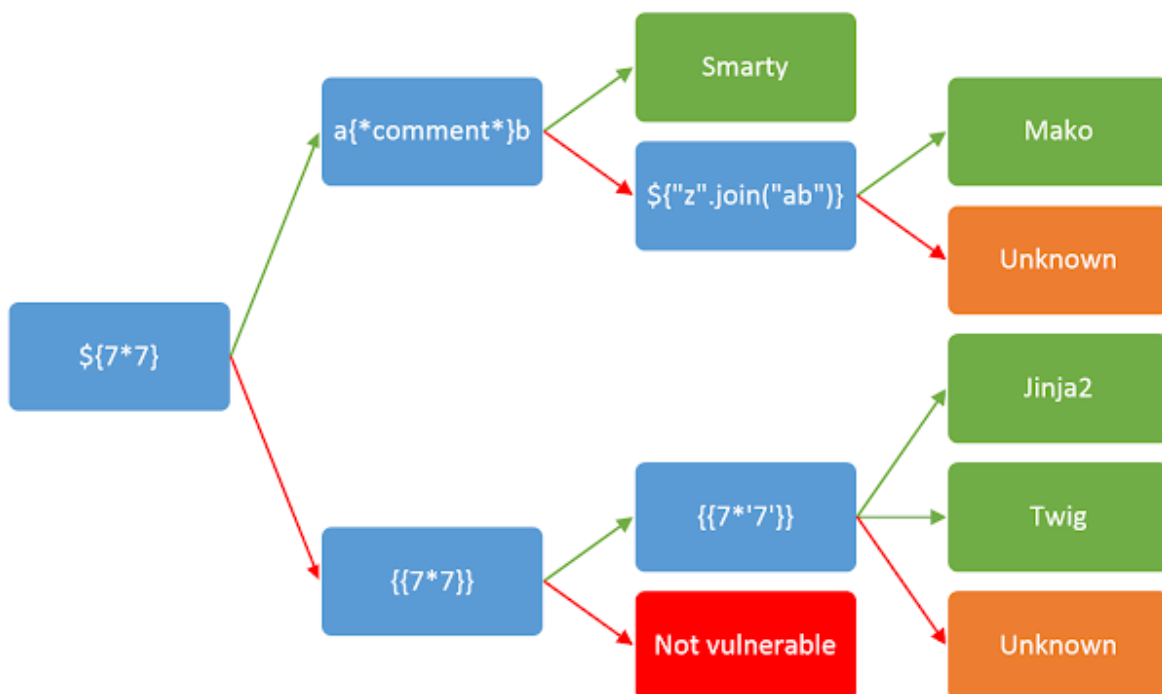 Smarty
a{*comment*}b
Mako
${"z".join("ab")}
Unknown
${7*7}
Jinja2
{{7*'7'}}
Twig
{{7*7}}
Not vulnerable
Unknown